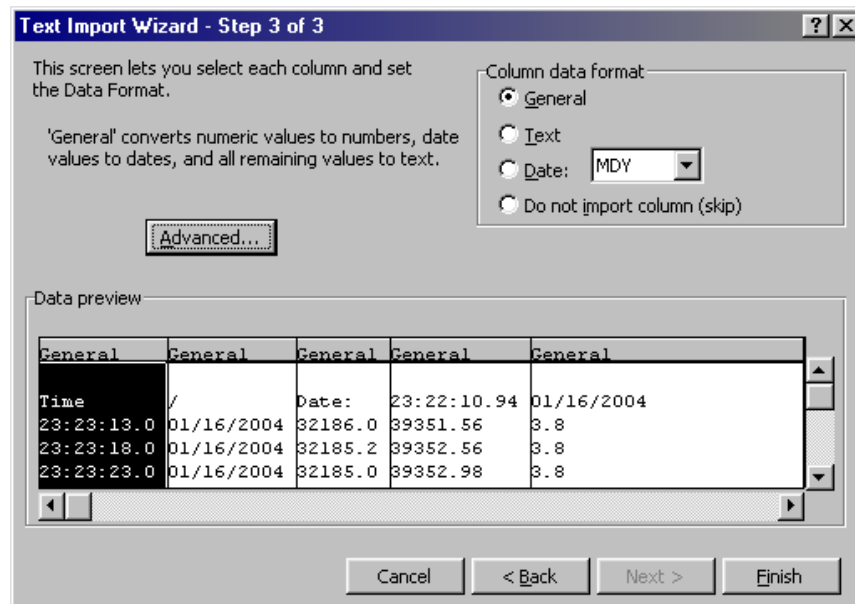 Text Import Wizard - Step 3 of 3
This screen lets you select each column and set
the Data Format.
'General' converts numeric values to numbers, date
values to dates, and all remaining values to text.
Advanced...
Column data format
General
Text
Date: MDY
Do not import column (skip)
Data preview
General General General General General
Time / Date: 23:22:10.94 01/16/2004
23:23:13.0 01/16/2004 32186.0 39351.56 3.8
23:23:18.0 01/16/2004 32185.2 39352.56 3.8
23:23:23.0 01/16/2004 32185.0 39352.98 3.8
Cancel < Back Next > Finish